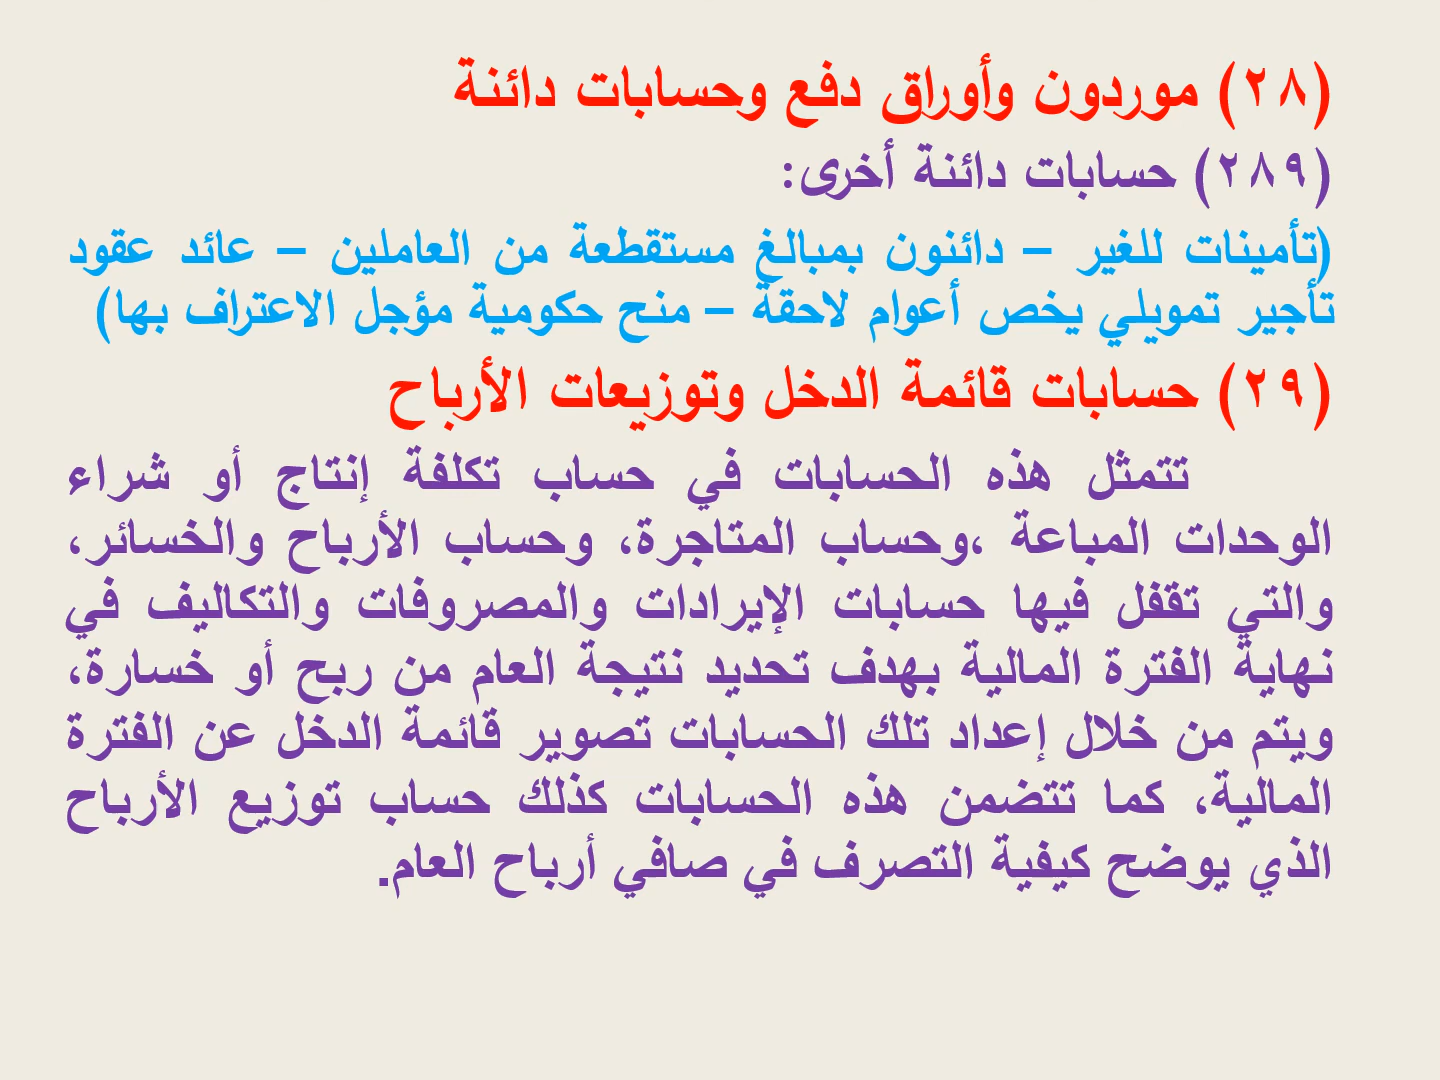 (٢٨) موردون وأوراق دفع وحسابات دائنة
(٢٨٩) حسابات دائنة أخرى:
(تأمينات للغير – دائنون بمبالغ مستقطعة من العاملين – عائد عقود
تأجير تمويلي يخص أعوام لاحقة – منح حكومية مؤجل الاعتراف بها)
(٢٩) حسابات قائمة الدخل وتوزيعات الأرباح
تتمثل هذه الحسابات في حساب تكلفة إنتاج أو شراء
الوحدات المباعة ،وحساب المتاجرة، وحساب الأرباح والخسائر،
والتي تقفل فيها حسابات الإيرادات والمصروفات والتكاليف في
نهاية الفترة المالية بهدف تحديد نتيجة العام من ربح أو خسارة،
ويتم من خلال إعداد تلك الحسابات تصوير قائمة الدخل عن الفترة
المالية، كما تتضمن هذه الحسابات كذلك حساب توزيع الأرباح
الذي يوضح كيفية التصرف في صافي أرباح العام.